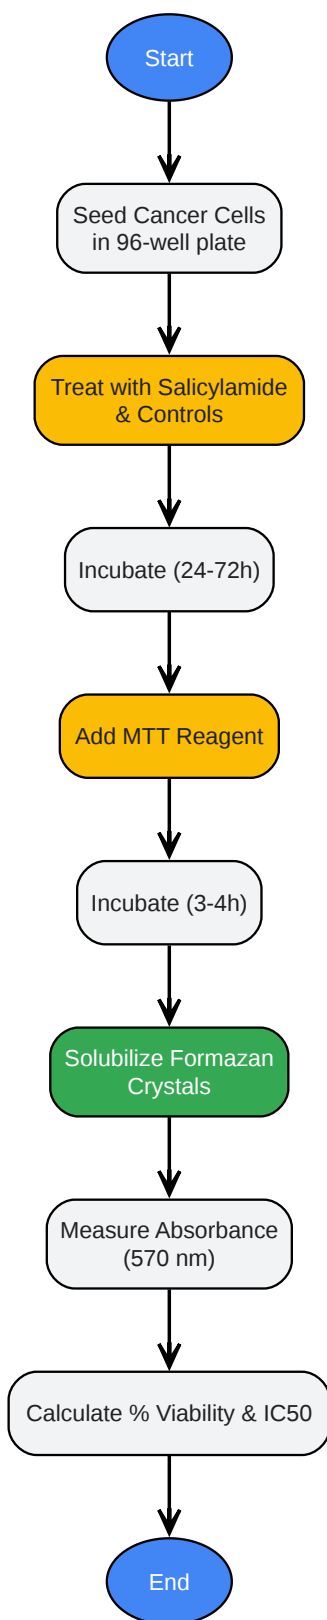 Start
Seed Cancer Cells
in 96-well plate
Treat with Salicylamide
& Controls
Incubate (24-72h)
Add MTT Reagent
Incubate (3-4h)
Solubilize Formazan
Crystals
Measure Absorbance
(570 nm)
Calculate % Viability & IC50
End